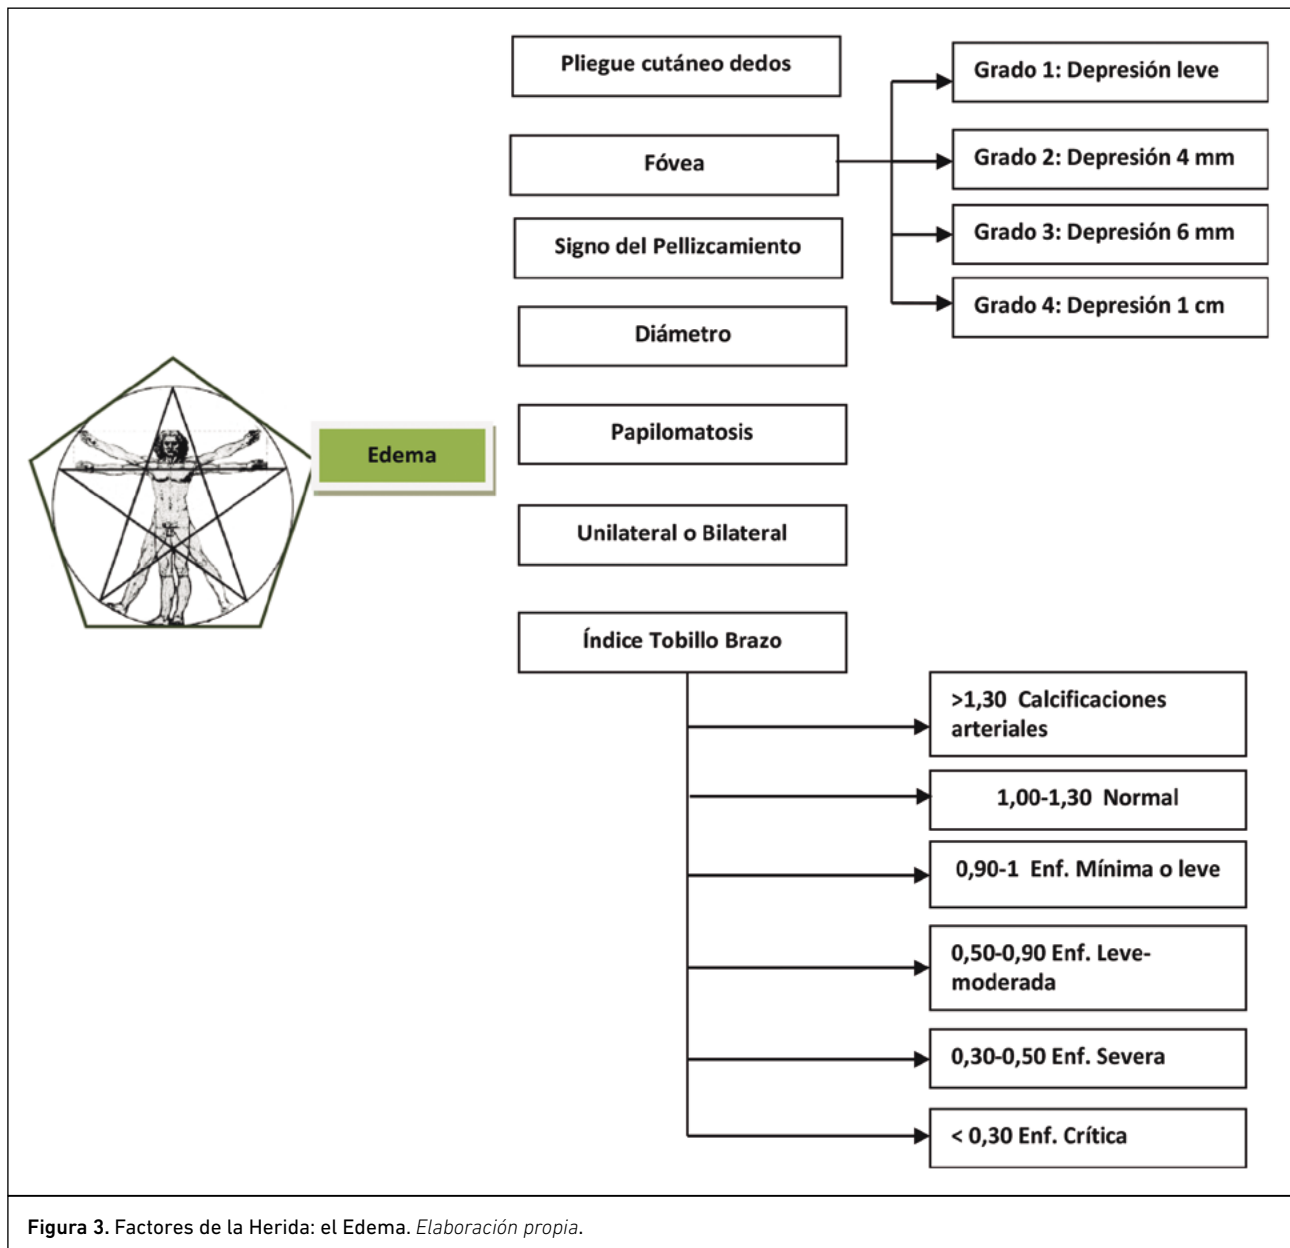 Pliegue cutáneo dedos
Fóvea
Grado 1: Depresión leve
Grado 2: Depresión 4 mm
Grado 3: Depresión 6 mm
Grado 4: Depresión 1 cm
Signo del Pellizcamiento
Diámetro
Edema
Papilomatosis
Unilateral o Bilateral
Índice Tobillo Brazo
>1,30 Calcificaciones
arteriales
1,00-1,30 Normal
0,90-1 Enf. Mínima o leve
0,50-0,90 Enf. Leve-
moderada
0,30-0,50 Enf. Severa
< 0,30 Enf. Crítica
Figura 3. Factores de la Herida: el Edema. Elaboración propia.